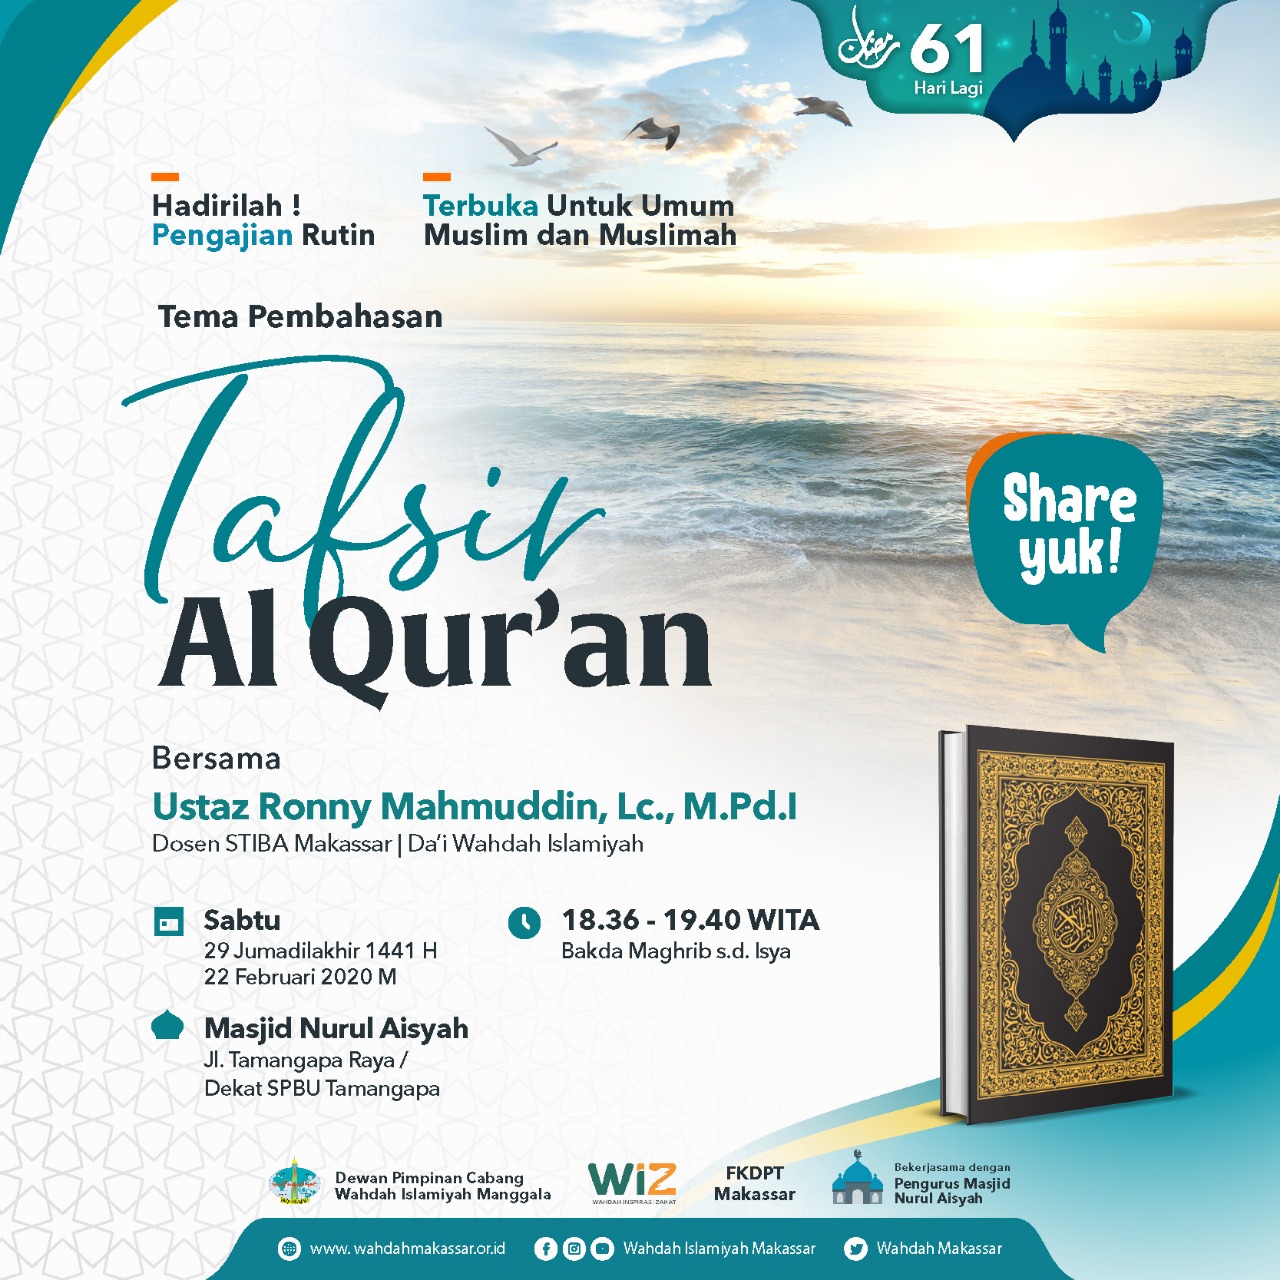 رمضان
61
Hari Lagi
Hadirilah !
Pengajian Rutin
Terbuka Untuk Umum
Muslim dan Muslimah
Tema Pembahasan
Tafsir
Al Qur'an
Share
yuk!
Bersama
Ustaz Ronny Mahmuddin, Lc., M.Pd.I
Dosen STIBA Makassar | Da'i Wahdah Islamiyah
Sabtu
29 Jumadilakhir 1441 H
22 Februari 2020 M
18.36 - 19.40 WITA
Bakda Maghrib s.d. Isya
Masjid Nurul Aisyah
Jl. Tamangapa Raya /
Dekat SPBU Tamangapa
Dewan Pimpinan Cabang
Wahdah Islamiyah Manggala
WiZ
WAHDAH INSPIRASI ZAKAT
FKDPT
Makassar
Bekerjasama dengan
Pengurus Masjid
Nurul Aisyah
www. wahdahmakassar.or.id
Wahdah Islamiyah Makassar
Wahdah Makassar